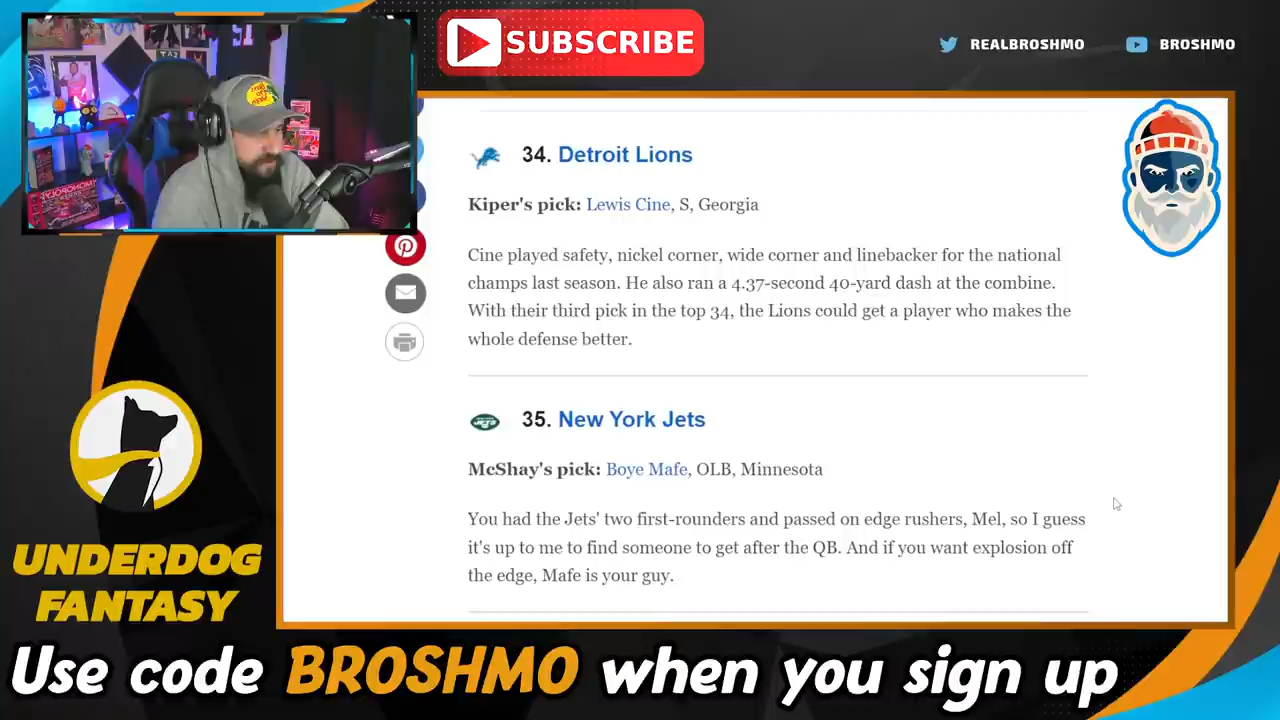 SUBSCRIBE
REALBROSHMO
BROSHMO
34. Detroit Lions
Kiper's pick: Lewis Cine, S, Georgia
Cine played safety, nickel corner, wide corner and linebacker for the national
champs last season. He also ran a 4.37-second 40-yard dash at the combine.
With their third pick in the top 34, the Lions could get a player who makes the
whole defense better.
35. New York Jets
McShay's pick: Boye Mafe, OLB, Minnesota
You had the Jets' two first-rounders and passed on edge rushers, Mel, so I guess
it's up to me to find someone to get after the QB. And if you want explosion off
the edge, Mafe is your guy.
UNDERDOG
FANTASY
Use code BROSHMO when you sign up